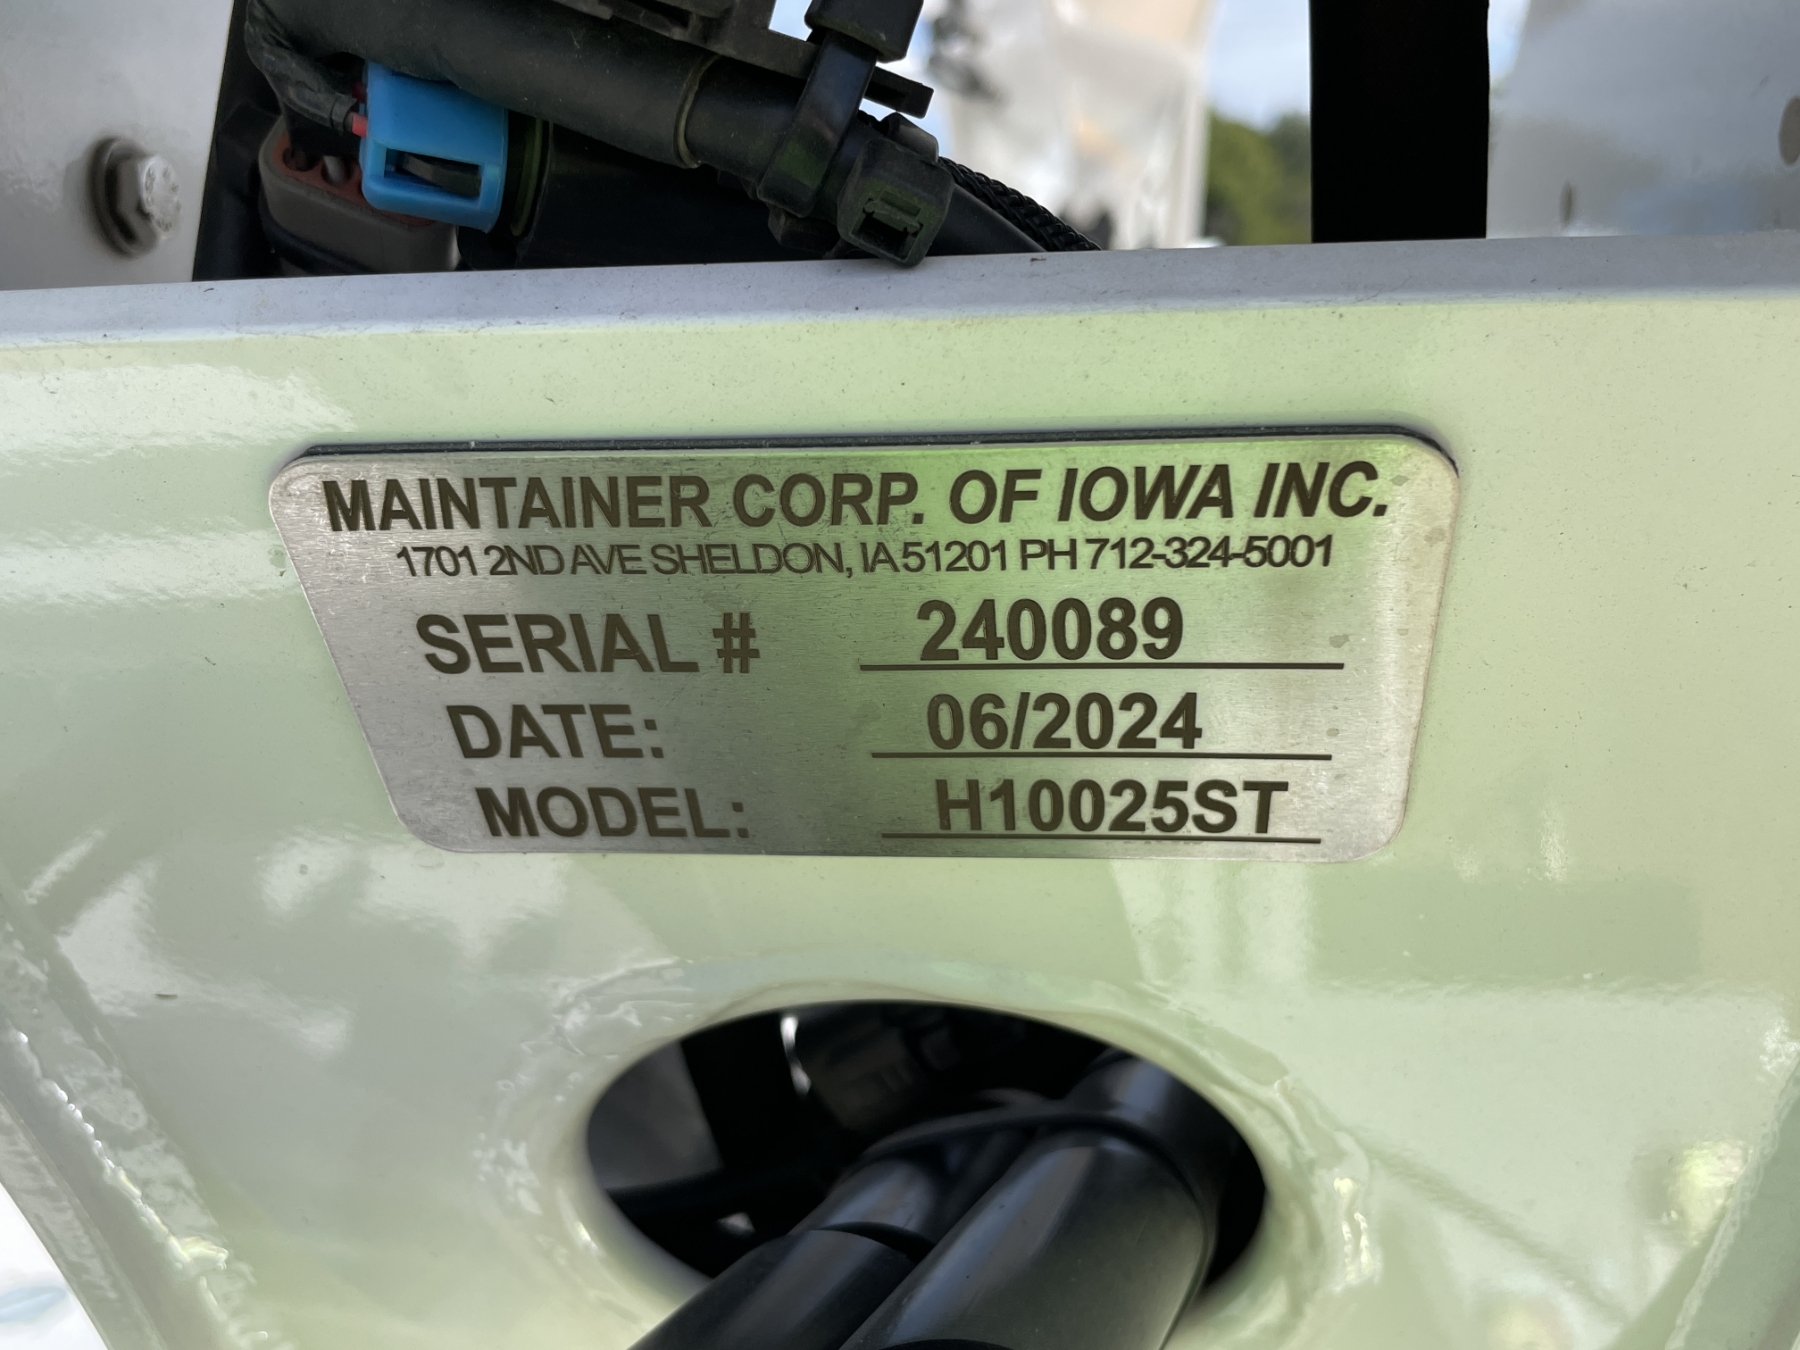 MAINTAINER CORP. OF IOWA INC.
1701 2ND AVE SHELDON, IA 51201 PH 712-324-5001
SERIAL # 240089
DATE: 06/2024
MODEL: H10025ST